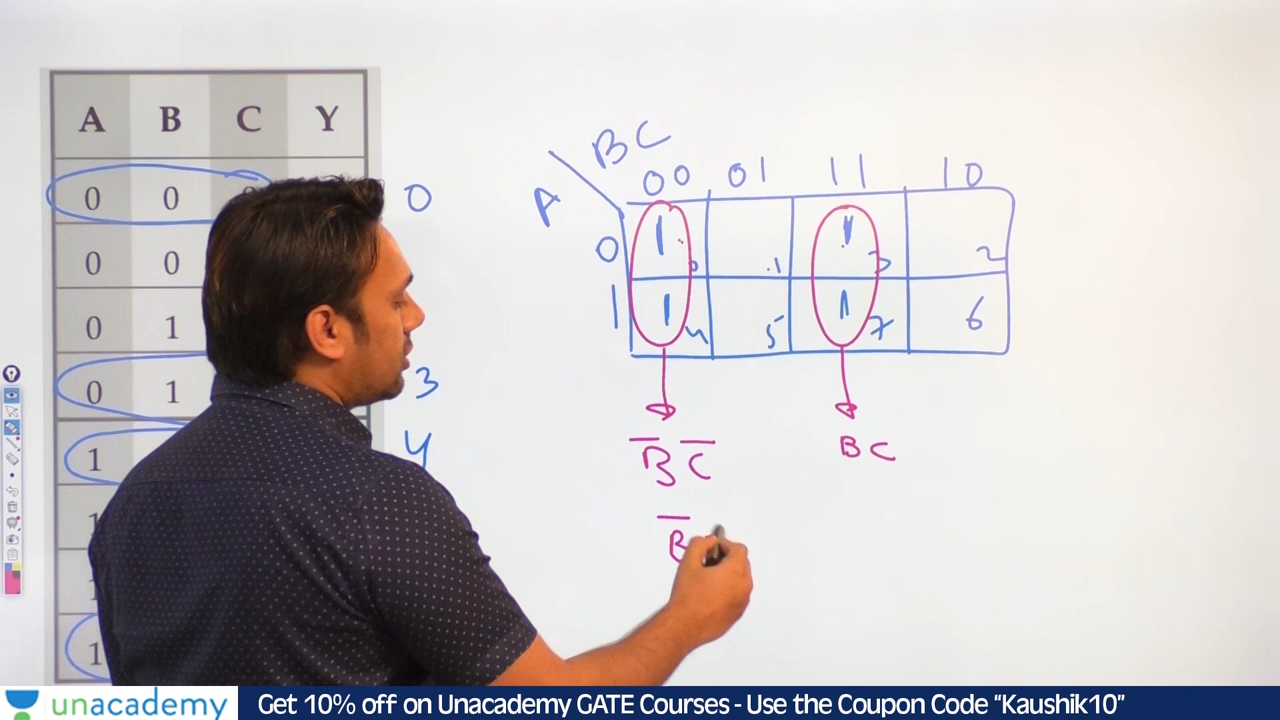 A B C Y
0 0 0
0 0
0 1
0 1 3
1 4
1
1
1
BC
A
00 01 11 10
0 1 0 1 1 3 2
1 1 4 5 1 7 6
B̅ C̅ BC
B̅
unacademy Get 10% off on Unacademy GATE Courses - Use the Coupon Code “Kaushik10”